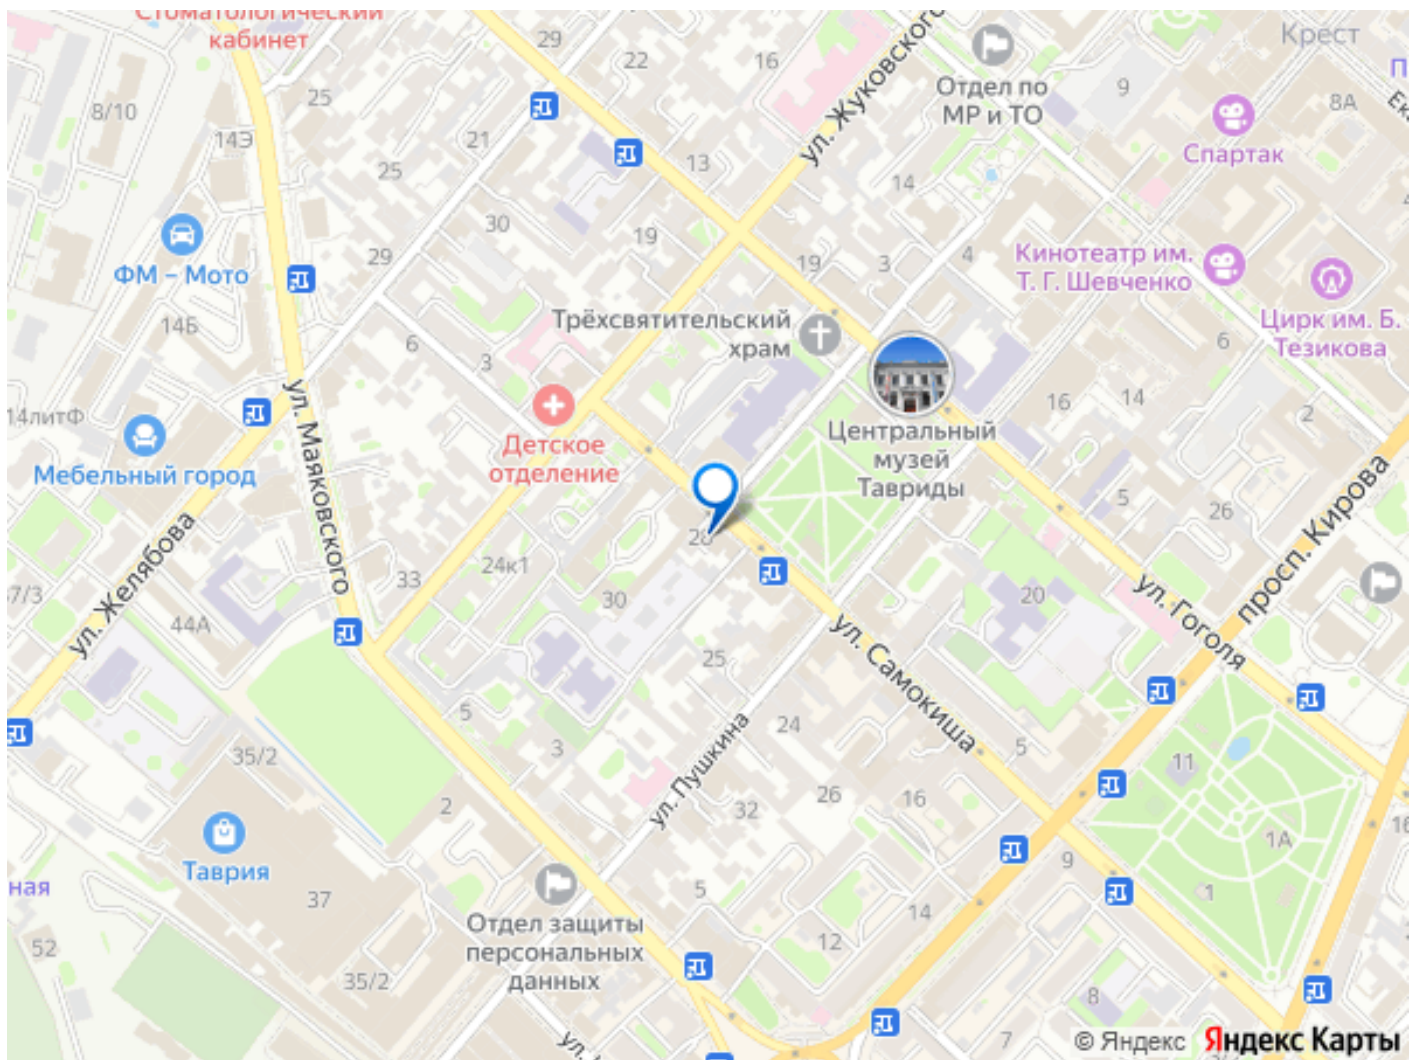 Стоматологический
кабинет
29
22
16
ул. Жуковского
Отдел по
МР и ТО
9
Крест
8А
Спартак
8/10
25
14Э
21
25
13
14
30
19
29
ФМ – Мото
14Б
19
3
4
Кинотеатр им.
Т. Г. Шевченко
Цирк им. Б.
Тезикова
Трёхсвятительский
храм
6
3
6
14
16
2
14литФ
ул. Маяковского
Детское
отделение
Центральный
музей
Тавриды
Мебельный город
ул. Желябова
5
26
просп. Кирова
28
24к1
33
30
37/3
44А
20
ул. Гоголя
ул. Самокиша
25
5
24
5
3
35/2
ул. Пушкина
11
2
32
26
16
1А
16
Таврия
ная
37
9
5
1
14
Отдел защиты
персональных
данных
12
52
35/2
8
7
© Яндекс Яндекс Карты